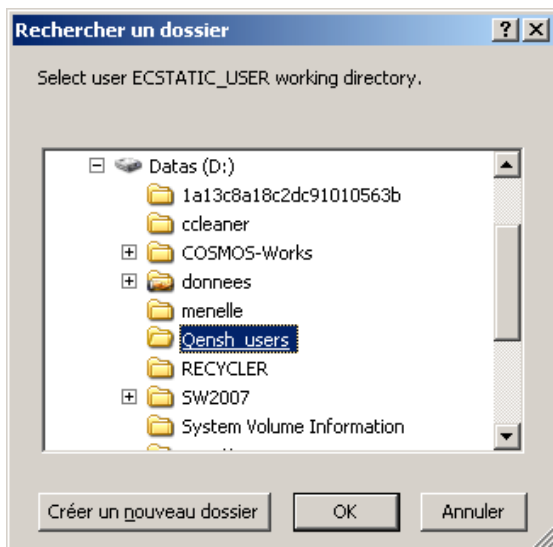 Rechercher un dossier
Select user ECSTATIC_USER working directory.
Datas (D:)
1a13c8a18c2dc91010563b
ccleaner
COSMOS-Works
donnees
menelle
Qensh_users
RECYCLER
SW2007
System Volume Information
Créer un nouveau dossier OK Annuler